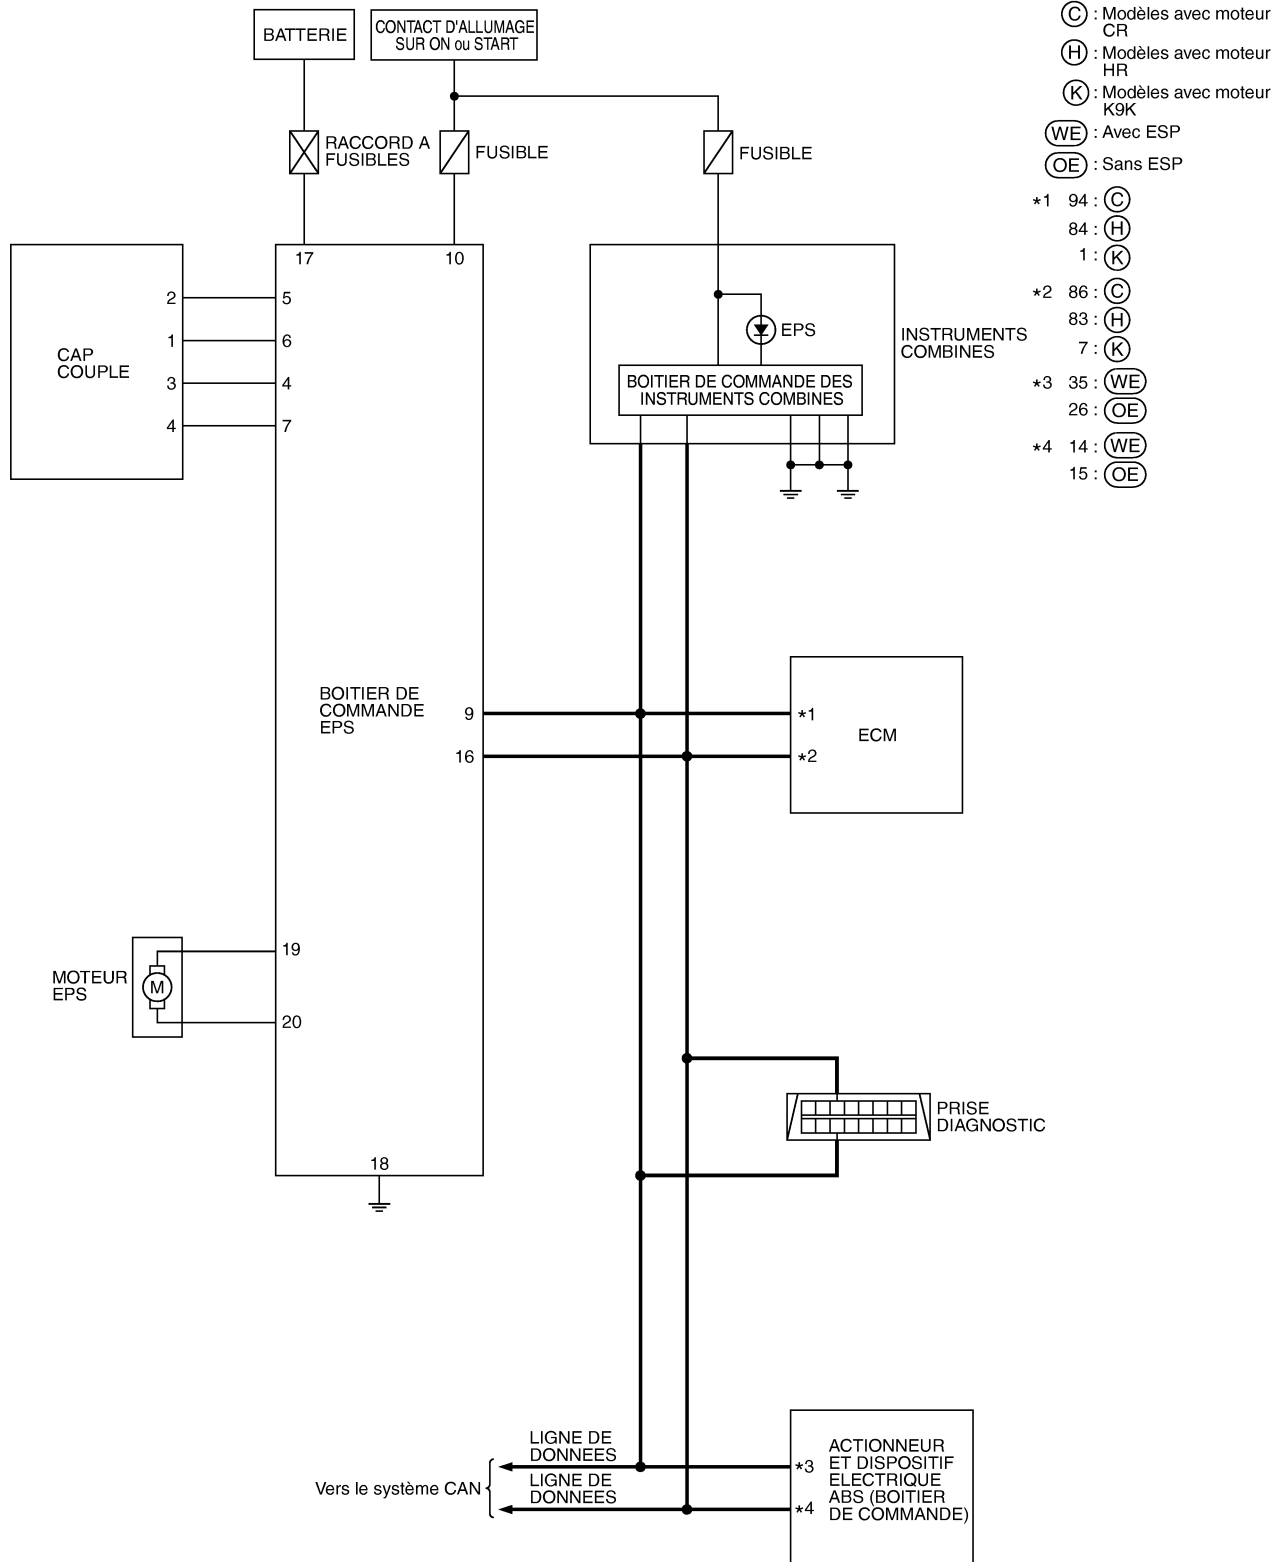 BATTERIE
CONTACT D'ALLUMAGE
SUR ON ou START
C : Modèles avec moteur
CR
H : Modèles avec moteur
HR
K : Modèles avec moteur
K9K
WE : Avec ESP
OE : Sans ESP
*1 94 : C
84 : H
1 : K
*2 86 : C
83 : H
7 : K
*3 35 : WE
26 : OE
*4 14 : WE
15 : OE
RACCORD A
FUSIBLES
FUSIBLE
FUSIBLE
17
10
CAP
COUPLE
2
1
3
4
5
6
4
7
EPS
BOITIER DE COMMANDE DES
INSTRUMENTS COMBINES
INSTRUMENTS
COMBINES
BOITIER DE
COMMANDE
EPS
9
16
*1
*2
ECM
MOTEUR
EPS
M
19
20
18
PRISE
DIAGNOSTIC
LIGNE DE
DONNEES
LIGNE DE
DONNEES
Vers le système CAN
*3
*4
ACTIONNEUR
ET DISPOSITIF
ELECTRIQUE
ABS (BOITIER
DE COMMANDE)